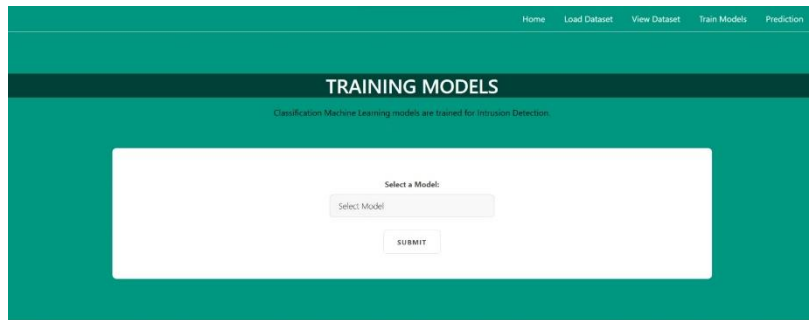 Home Load Dataset View Dataset Train Models Prediction
TRAINING MODELS
Classification Machine Learning models are trained for Intrusion Detection.
Select a Model:
Select Model
SUBMIT